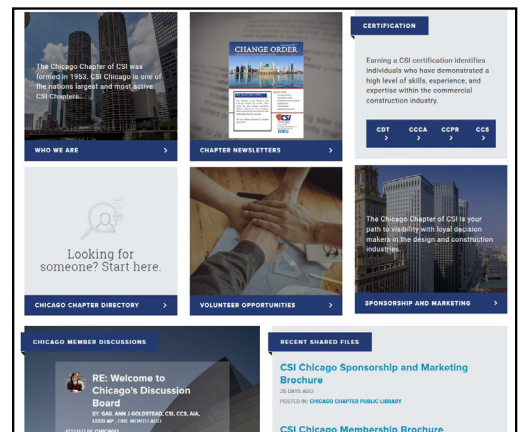 The Chicago Chapter of CSI was
formed in 1953. CSI Chicago is one of
the nations largest and most active
CSI Chapters.
WHO WE ARE >
CHANGE ORDER
CSI
CHAPTER NEWSLETTERS >
CERTIFICATION
Earning a CSI certification identifies
individuals who have demonstrated a
high level of skills, experience, and
expertise within the commercial
construction industry.
CDT CCCA CCPR CCS
> > > >
Looking for
someone? Start here.
CHICAGO CHAPTER DIRECTORY >
VOLUNTEER OPPORTUNITIES >
The Chicago Chapter of CSI is your
path to visibility with loyal decision
makers in the design and construction
industries.
SPONSORSHIP AND MARKETING >
CHICAGO MEMBER DISCUSSIONS
RE: Welcome to
Chicago's Discussion
Board
BY: GAIL ANN J GOLDSTEAD, CSI, CCS, AIA,
LEED AP , ONE MONTH AGO
POSTED IN: CHICAGO
RECENT SHARED FILES
CSI Chicago Sponsorship and Marketing
Brochure
26 DAYS AGO
POSTED IN: CHICAGO CHAPTER PUBLIC LIBRARY
CSI Chicago Membership Brochure